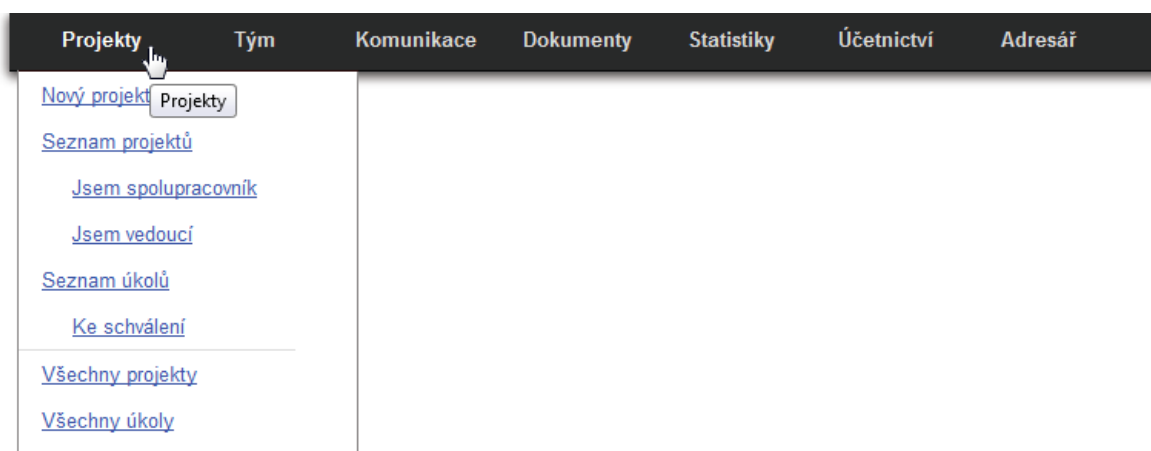 Projekty Tým Komunikace Dokumenty Statistiky Účetnictví Adresář
Nový projekt
Projekty
Seznam projektů
Jsem spolupracovník
Jsem vedoucí
Seznam úkolů
Ke schválení
Všechny projekty
Všechny úkoly